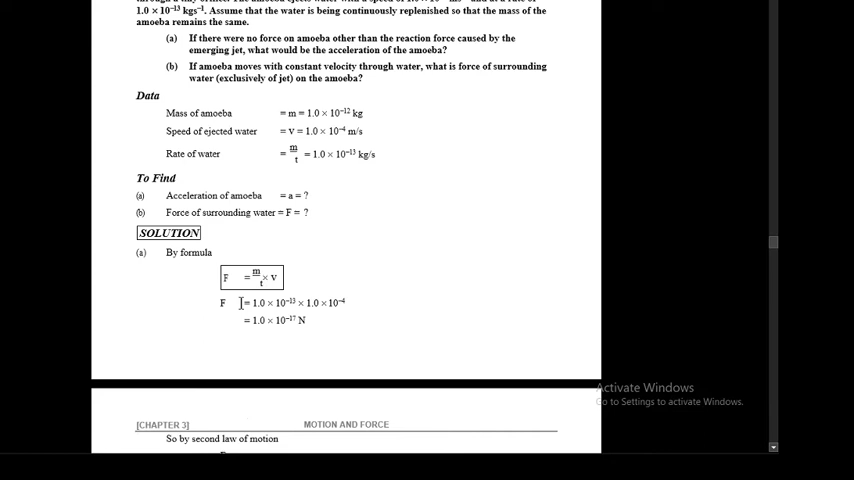 1.0 × 10⁻¹³ kgs⁻¹. Assume that the water is being continuously replenished so that the mass of the
amoeba remains the same.
(a) If there were no force on amoeba other than the reaction force caused by the
emerging jet, what would be the acceleration of the amoeba?
(b) If amoeba moves with constant velocity through water, what is force of surrounding
water (exclusively of jet) on the amoeba?
Data
Mass of amoeba = m = 1.0 × 10⁻¹² kg
Speed of ejected water = v = 1.0 × 10⁻⁴ m/s
Rate of water = m/t = 1.0 × 10⁻¹³ kg/s
To Find
(a) Acceleration of amoeba = a = ?
(b) Force of surrounding water = F = ?
SOLUTION
(a) By formula
F = m/t × v
F = 1.0 × 10⁻¹³ × 1.0 × 10⁻⁴
= 1.0 × 10⁻¹⁷ N
Activate Windows
Go to Settings to activate Windows.
[CHAPTER 3] MOTION AND FORCE
So by second law of motion